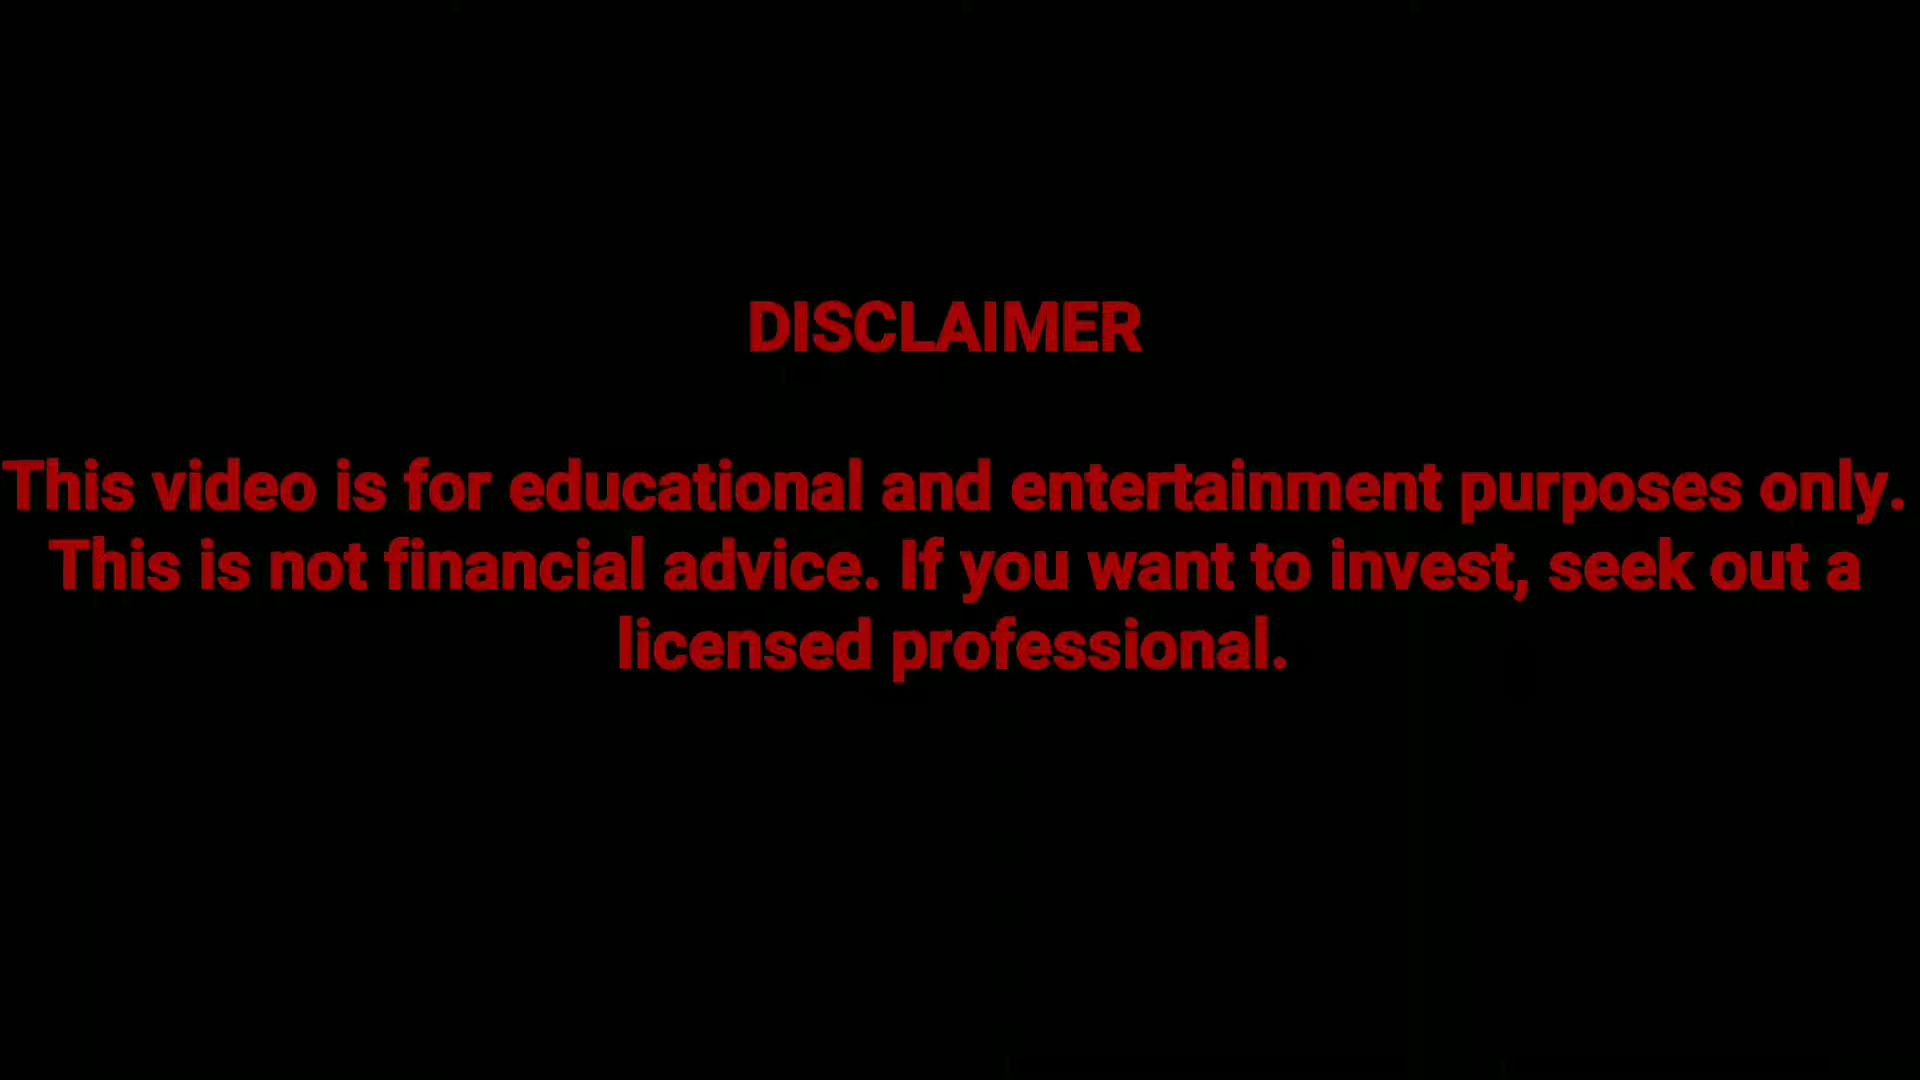 DISCLAIMER
This video is for educational and entertainment purposes only.
This is not financial advice. If you want to invest, seek out a
licensed professional.